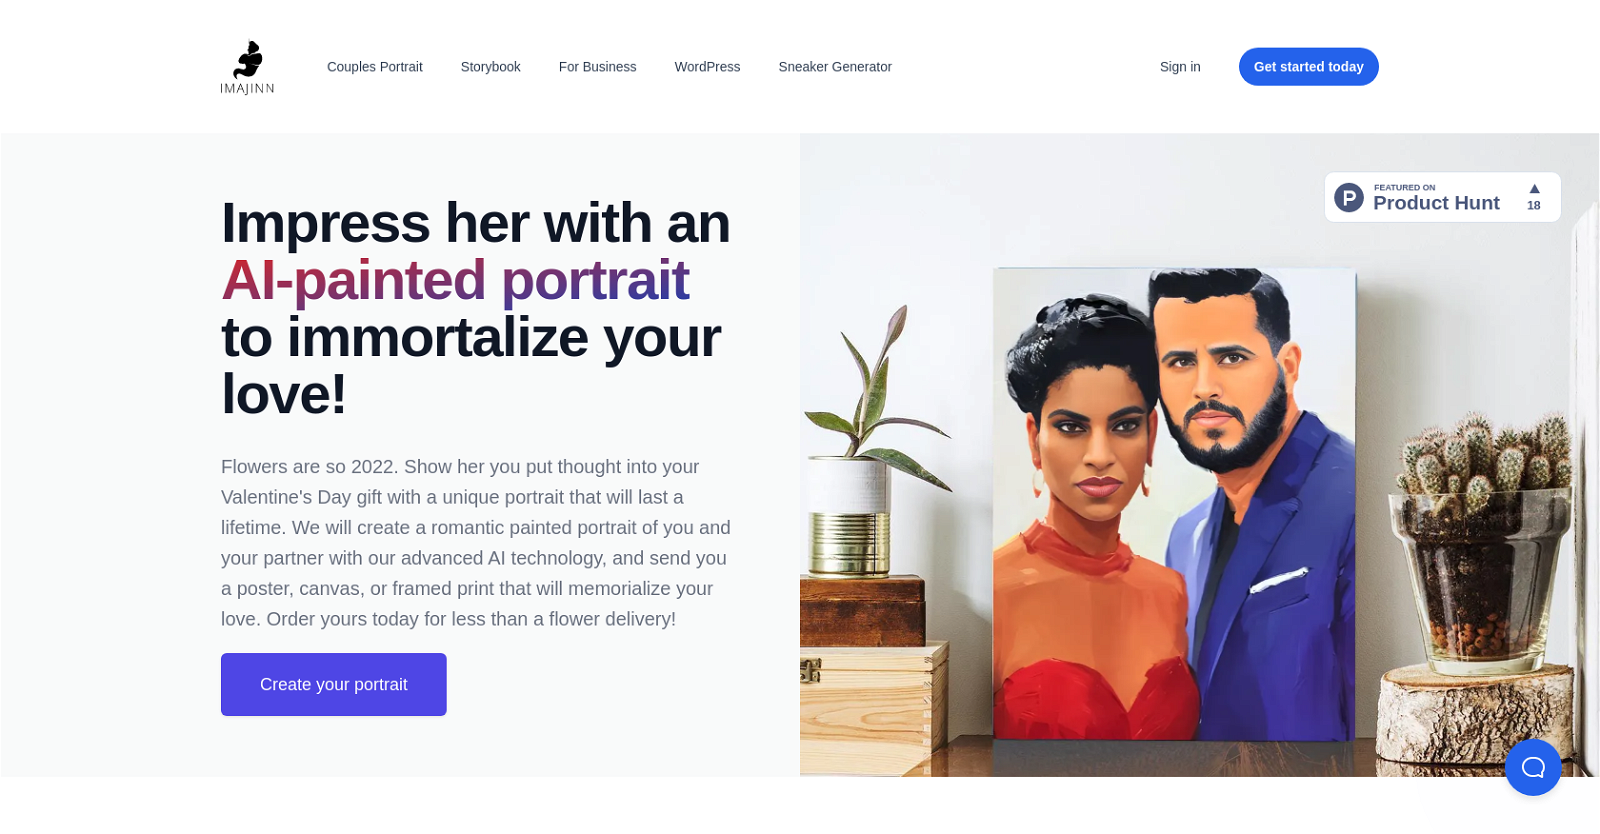 IMAJINN
Couples Portrait
Storybook
For Business
WordPress
Sneaker Generator
Sign in
Get started today
Impress her with an
AI-painted portrait
to immortalize your
love!
Flowers are so 2022. Show her you put thought into your
Valentine's Day gift with a unique portrait that will last a
lifetime. We will create a romantic painted portrait of you and
your partner with our advanced AI technology, and send you
a poster, canvas, or framed print that will memorialize your
love. Order yours today for less than a flower delivery!
Create your portrait
P
FEATURED ON
Product Hunt
18